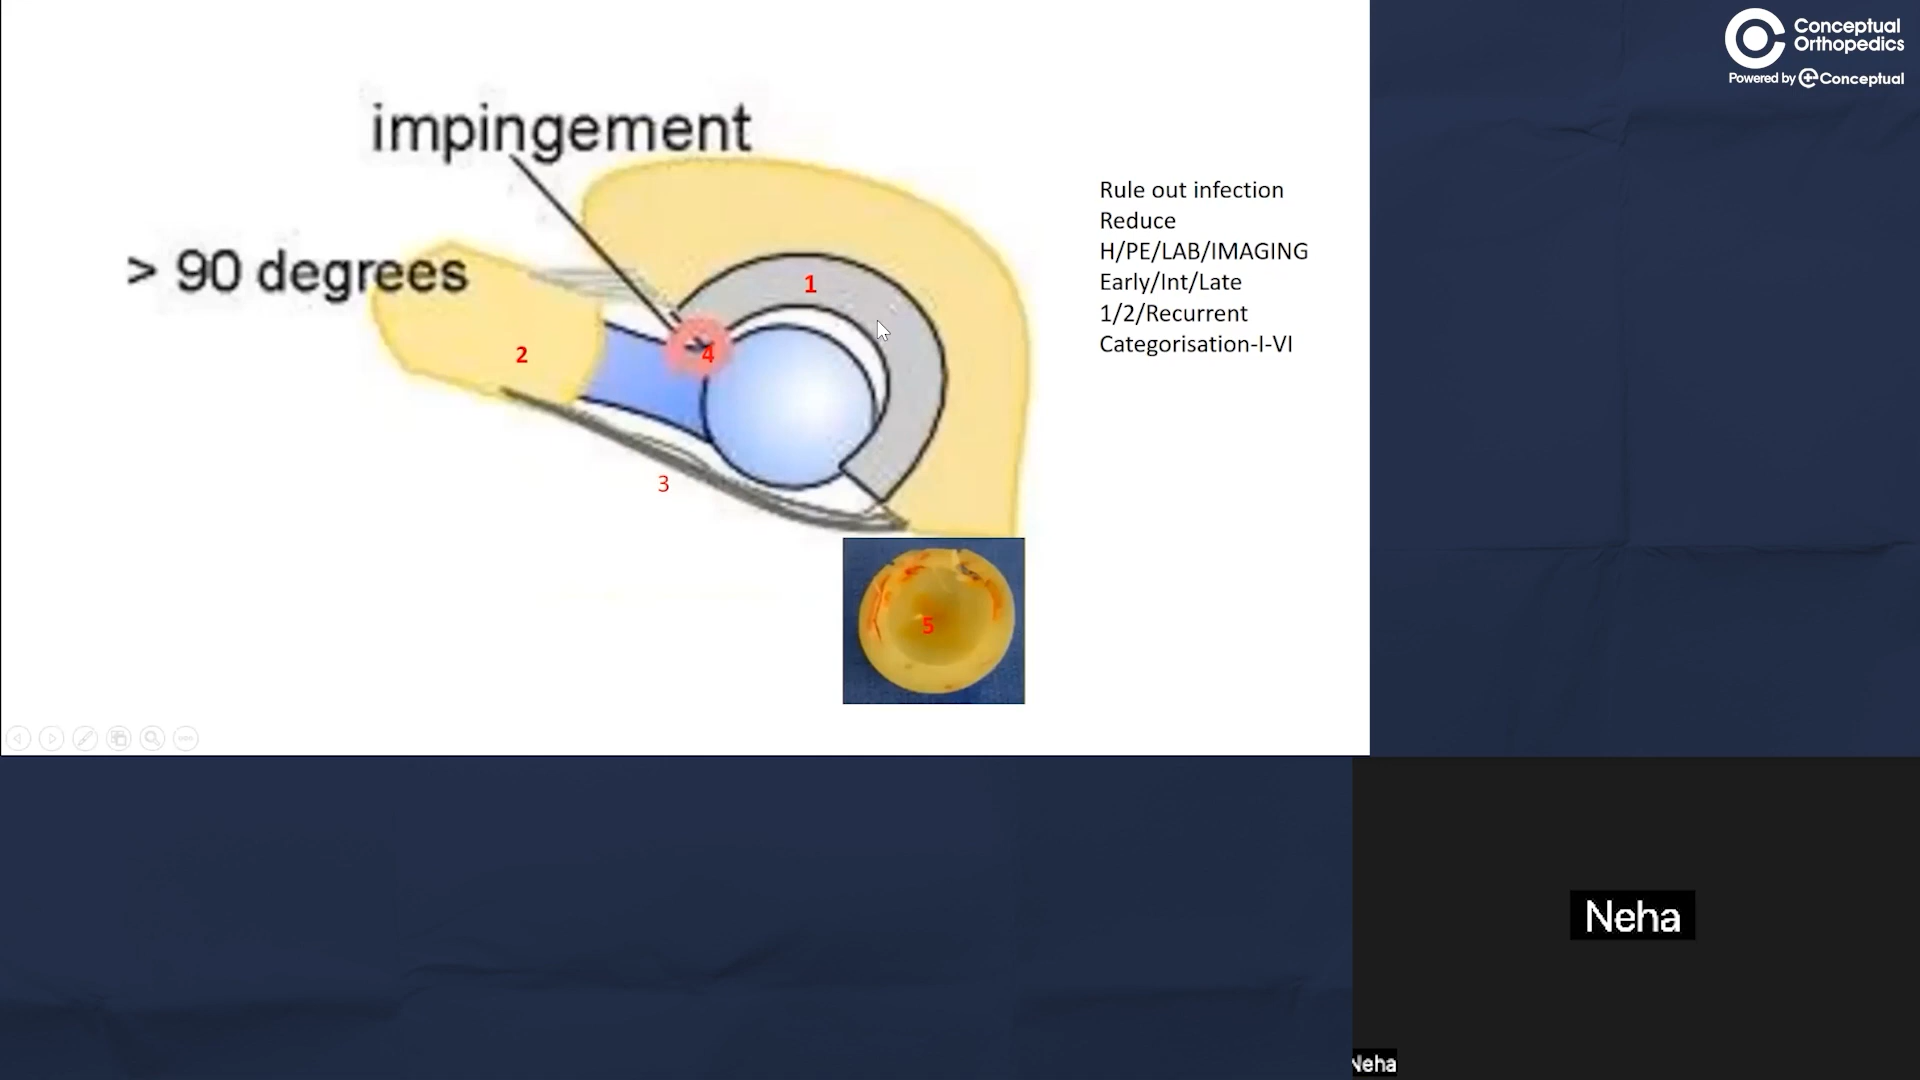 Conceptual
Orthopedics
Powered by Conceptual
impingement
> 90 degrees
1
2
4
3
5
Rule out infection
Reduce
H/PE/LAB/IMAGING
Early/Int/Late
1/2/Recurrent
Categorisation-I-VI
Neha
Neha